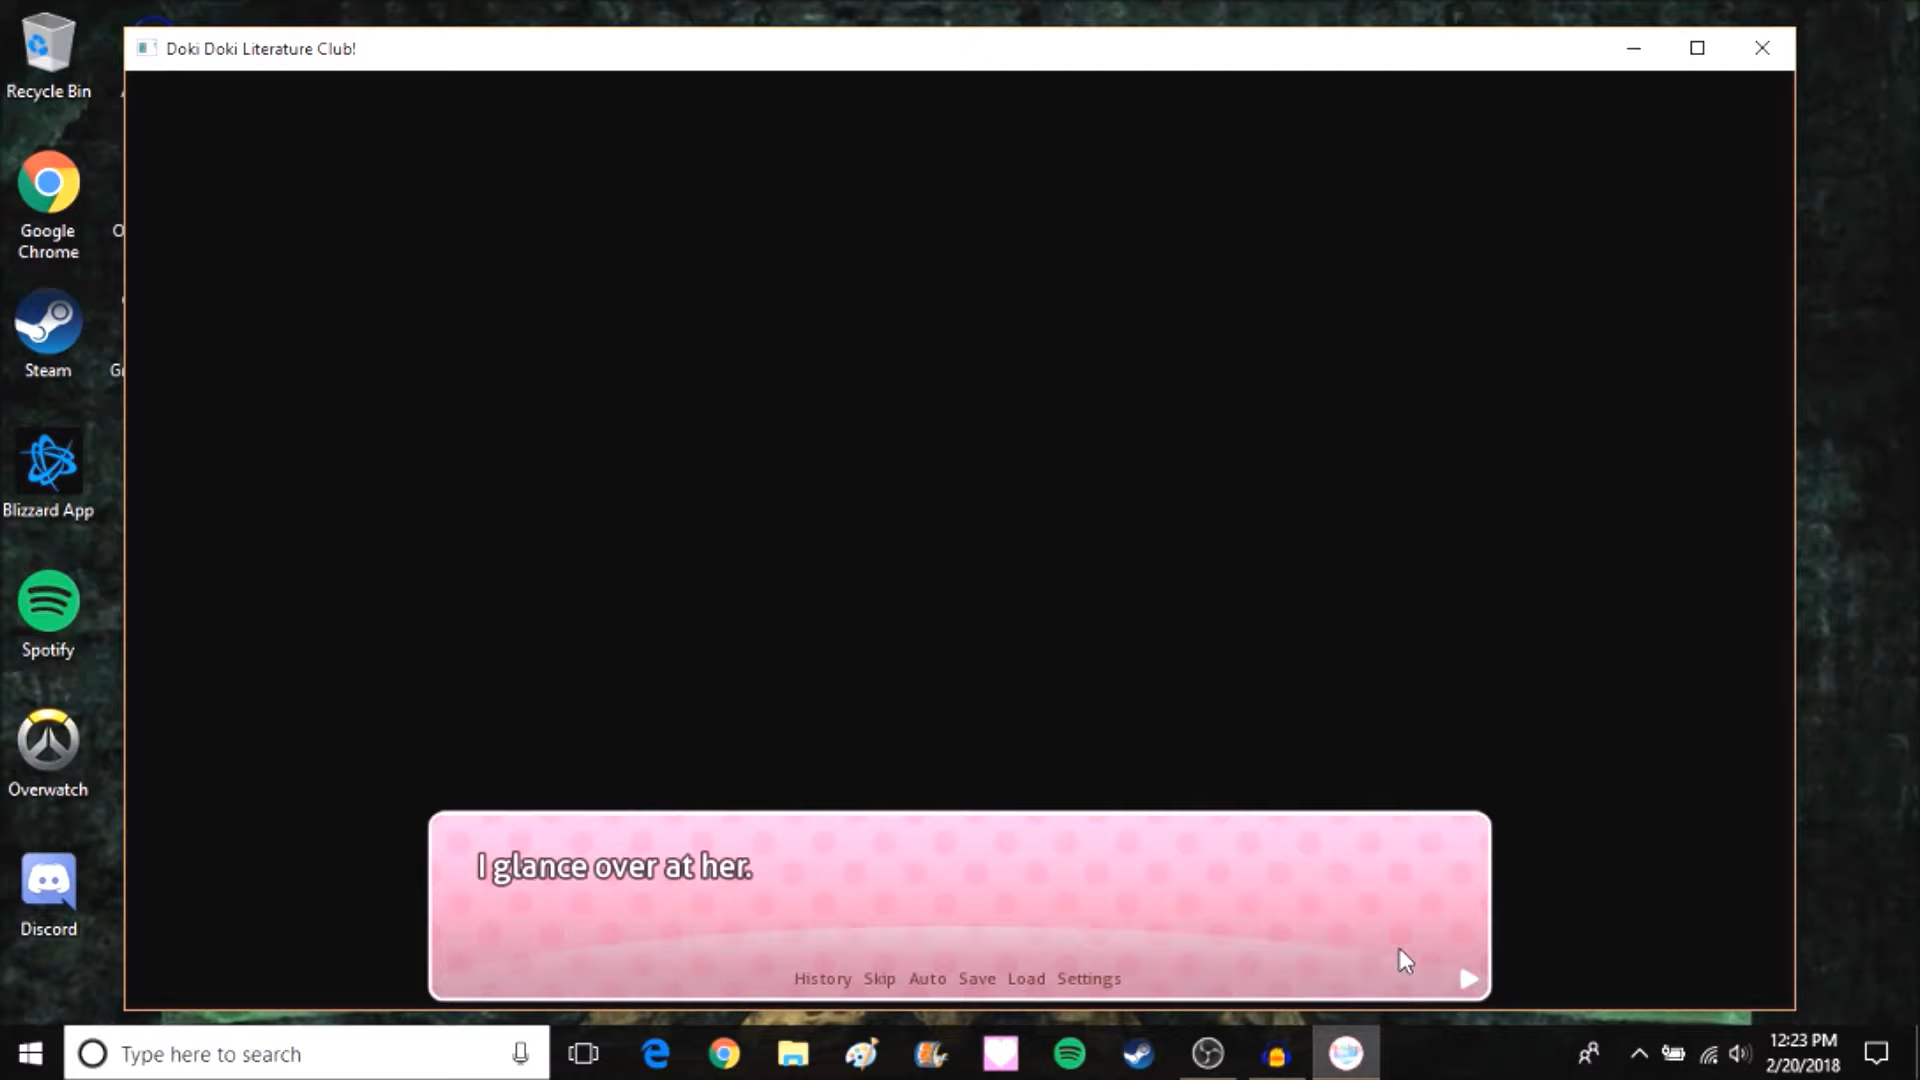 Doki Doki Literature Club!
Recycle Bin
Google
Chrome
Steam
Blizzard App
Spotify
Overwatch
Discord
I glance over at her.
History Skip Auto Save Load Settings
Type here to search
12:23 PM
2/20/2018